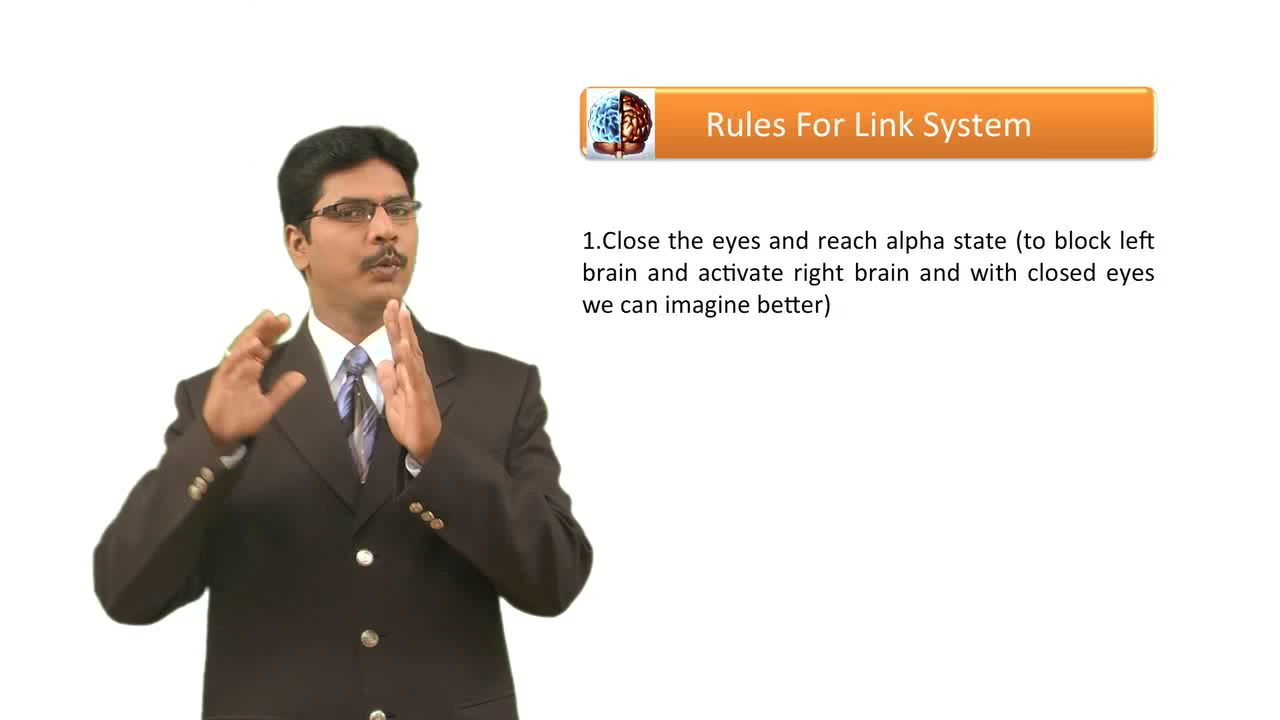 Rules For Link System
1.Close the eyes and reach alpha state (to block left
brain and activate right brain and with closed eyes
we can imagine better)